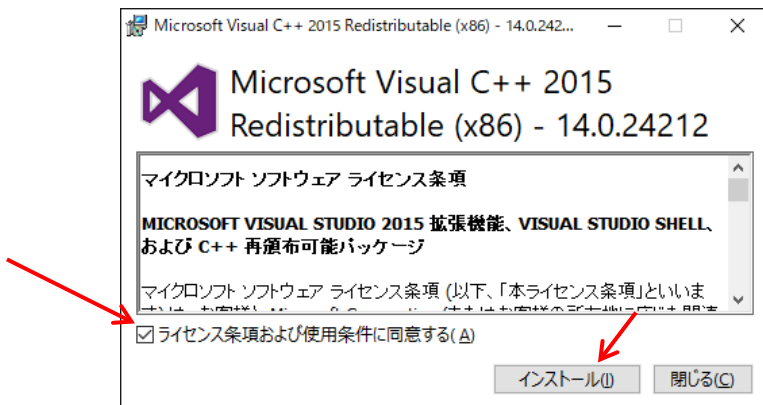 Microsoft Visual C++ 2015 Redistributable (x86) - 14.0.242...
Microsoft Visual C++ 2015
Redistributable (x86) - 14.0.24212
マイクロソフト ソフトウェア ライセンス条項
MICROSOFT VISUAL STUDIO 2015 拡張機能、VISUAL STUDIO SHELL、
および C++ 再頒布可能パッケージ
マイクロソフト ソフトウェア ライセンス条項 (以下、「本ライセンス条項」といいま
ライセンス条項および使用条件に同意する(A)
インストール(I) 閉じる(C)